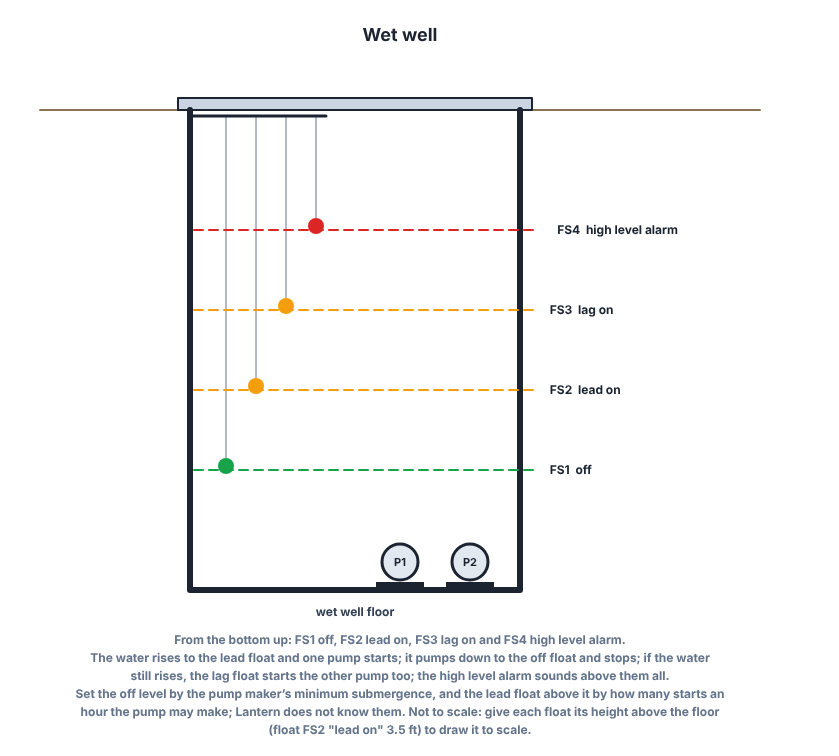 Wet well
FS4 high level alarm
FS3 lag on
FS2 lead on
FS1 off
P1 P2
wet well floor
From the bottom up: FS1 off, FS2 lead on, FS3 lag on and FS4 high level alarm.
The water rises to the lead float and one pump starts; it pumps down to the off float and stops; if the water
still rises, the lag float starts the other pump too; the high level alarm sounds above them all.
Set the off level by the pump maker’s minimum submergence, and the lead float above it by how many starts an
hour the pump may make; Lantern does not know them. Not to scale: give each float its height above the floor
(float FS2 "lead on" 3.5 ft) to draw it to scale.